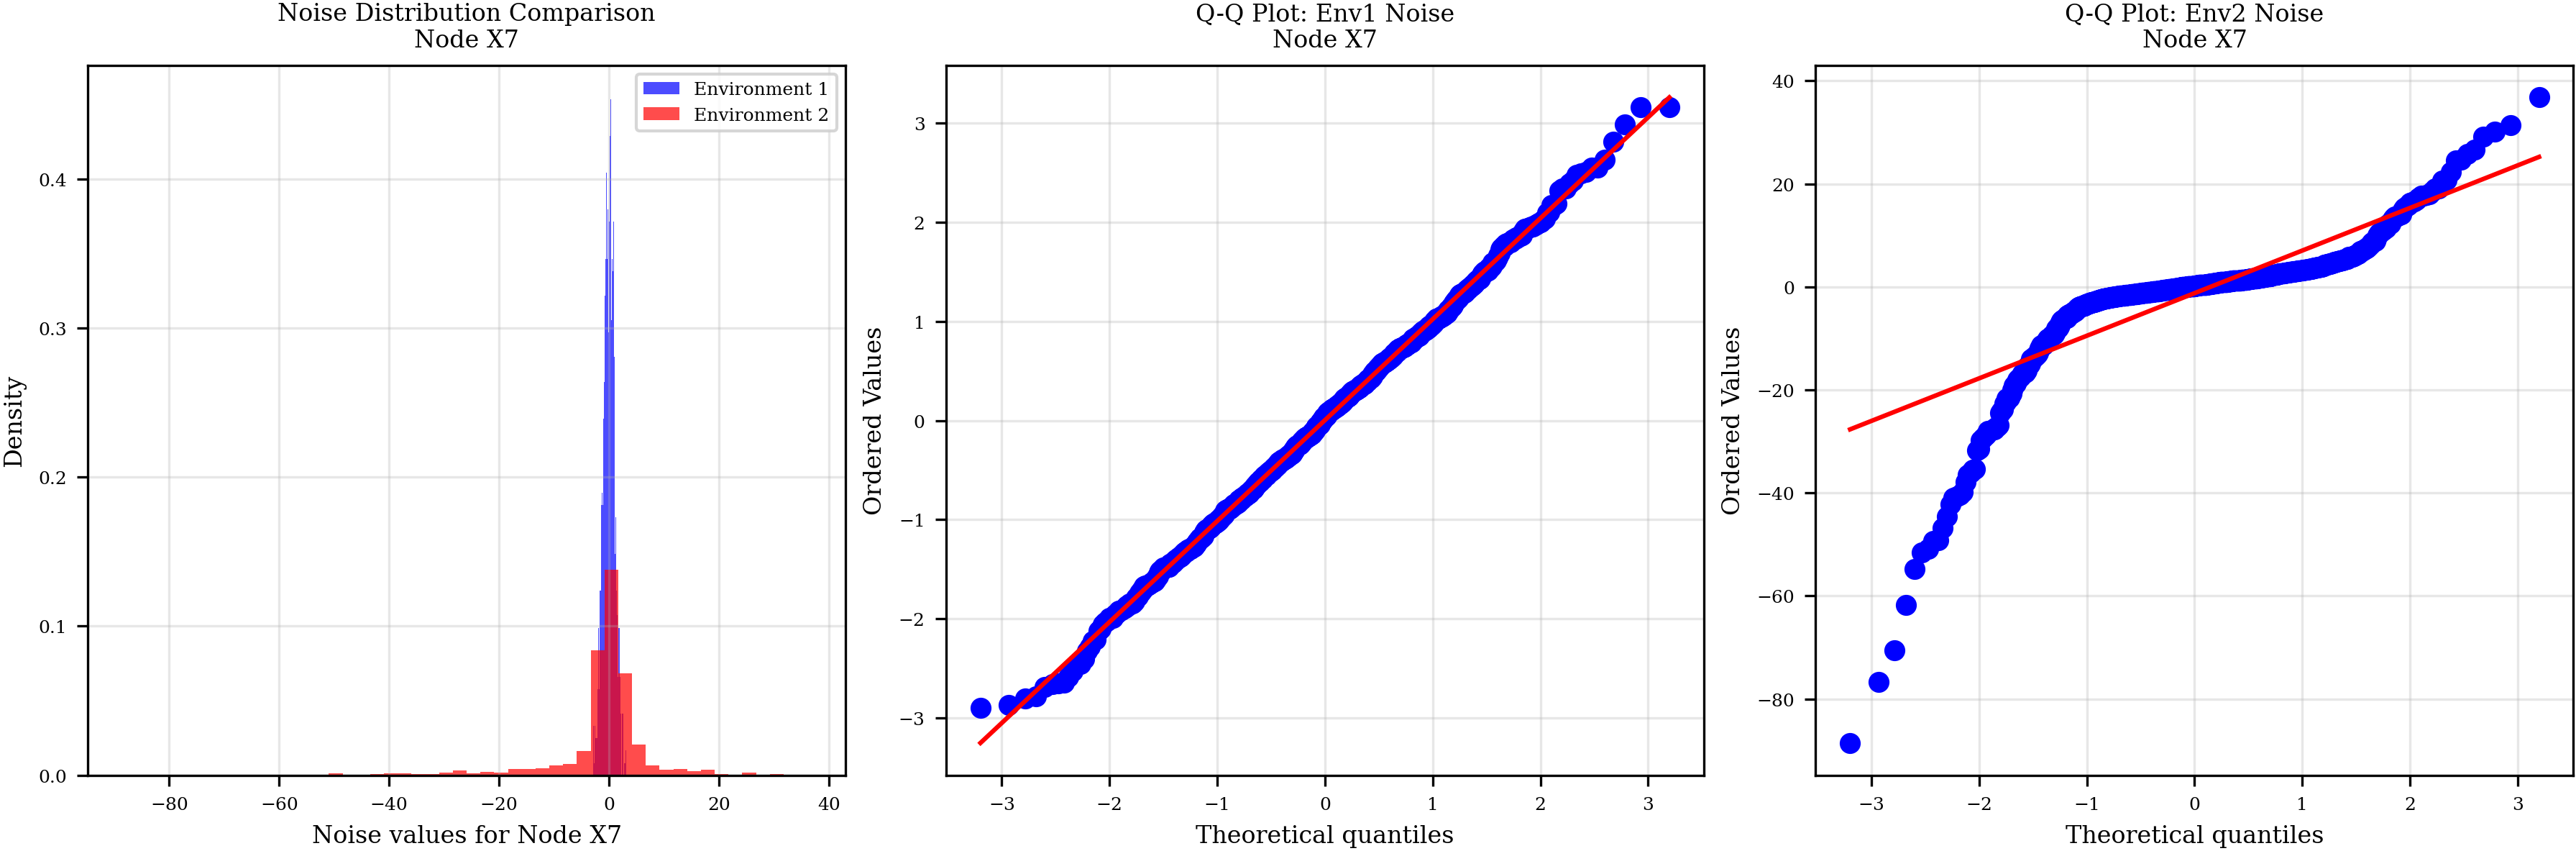 Noise Distribution Comparison
Node X7
Environment 1
Environment 2
0.4
0.3
0.2
0.1
0.0
Density
−80
−60
−40
−20
0
20
40
Noise values for Node X7
Q-Q Plot: Env1 Noise
Node X7
3
2
1
0
−1
−2
−3
Ordered Values
−3
−2
−1
0
1
2
3
Theoretical quantiles
Q-Q Plot: Env2 Noise
Node X7
40
20
0
−20
−40
−60
−80
Ordered Values
−3
−2
−1
0
1
2
3
Theoretical quantiles